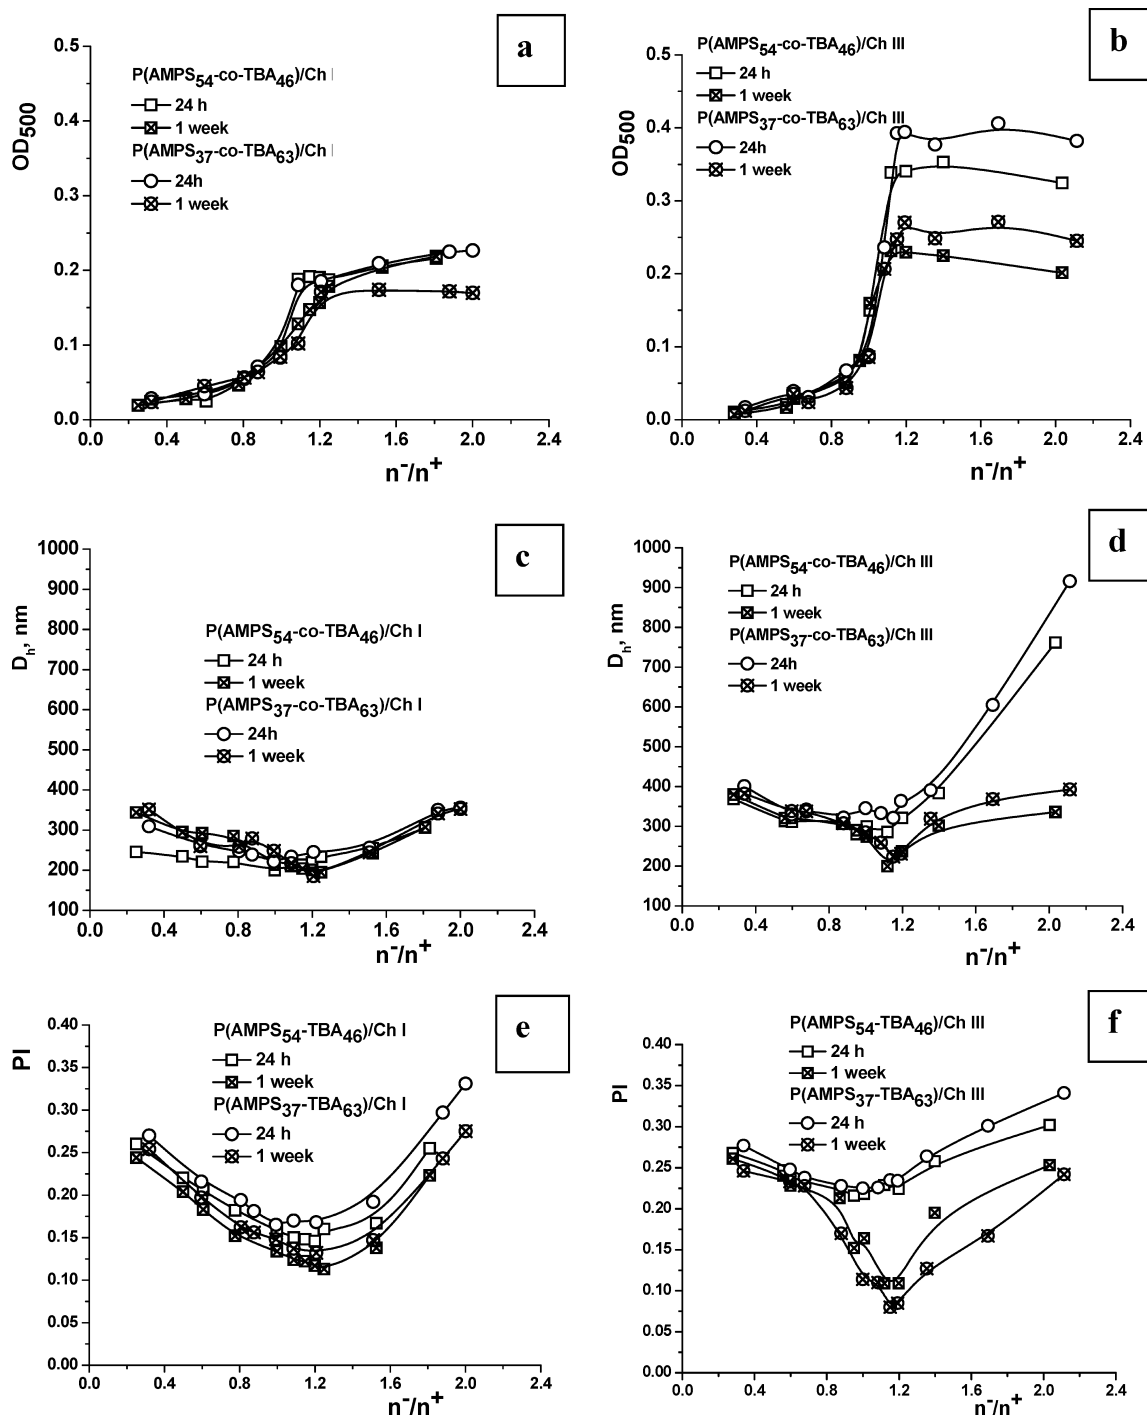 a
P(AMPS54-co-TBA46)/Ch I
24 h
1 week
P(AMPS37-co-TBA63)/Ch I
24h
1 week
OD500
0.5
0.4
0.3
0.2
0.1
0.0
0.0 0.4 0.8 1.2 1.6 2.0 2.4
n-/n+
b
P(AMPS54-co-TBA46)/Ch III
24 h
1 week
P(AMPS37-co-TBA63)/Ch III
24h
1 week
OD500
0.5
0.4
0.3
0.2
0.1
0.0
0.0 0.4 0.8 1.2 1.6 2.0 2.4
n-/n+
c
P(AMPS54-co-TBA46)/Ch I
24 h
1 week
P(AMPS37-co-TBA63)/Ch I
24h
1 week
Dh, nm
1000
900
800
700
600
500
400
300
200
100
0.0 0.4 0.8 1.2 1.6 2.0 2.4
n-/n+
d
P(AMPS54-co-TBA46)/Ch III
24 h
1 week
P(AMPS37-co-TBA63)/Ch III
24h
1 week
Dh, nm
1000
900
800
700
600
500
400
300
200
100
0.0 0.4 0.8 1.2 1.6 2.0 2.4
n-/n+
e
P(AMPS54-TBA46)/Ch I
24 h
1 week
P(AMPS37-TBA63)/Ch I
24 h
1 week
PI
0.40
0.35
0.30
0.25
0.20
0.15
0.10
0.05
0.00
0.0 0.4 0.8 1.2 1.6 2.0 2.4
n-/n+
f
P(AMPS54-TBA46)/Ch III
24 h
1 week
P(AMPS37-TBA63)/Ch III
24 h
1 week
PI
0.40
0.35
0.30
0.25
0.20
0.15
0.10
0.05
0.00
0.0 0.4 0.8 1.2 1.6 2.0 2.4
n-/n+